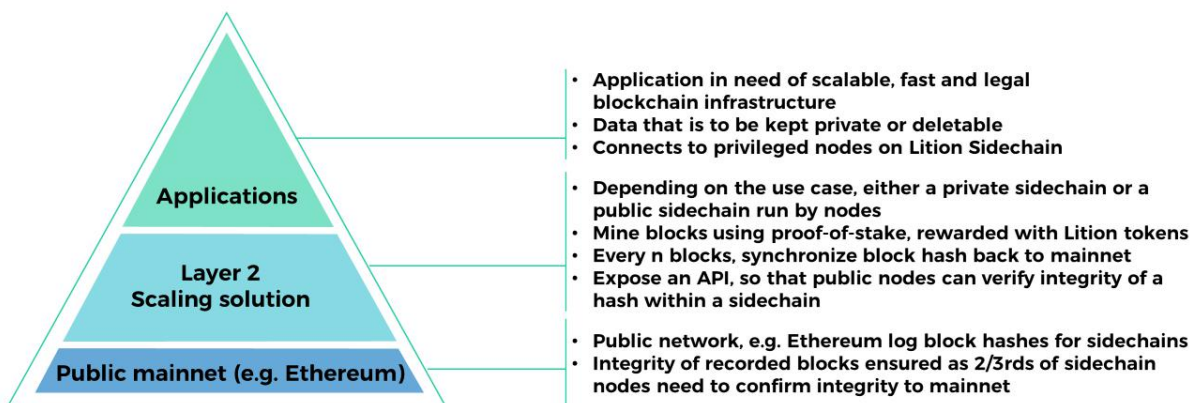 Applications
Layer 2
Scaling solution
Public mainnet (e.g. Ethereum)
• Application in need of scalable, fast and legal
blockchain infrastructure
• Data that is to be kept private or deletable
• Connects to privileged nodes on Lition Sidechain
• Depending on the use case, either a private sidechain or a
public sidechain run by nodes
• Mine blocks using proof-of-stake, rewarded with Lition tokens
• Every n blocks, synchronize block hash back to mainnet
• Expose an API, so that public nodes can verify integrity of a
hash within a sidechain
• Public network, e.g. Ethereum log block hashes for sidechains
• Integrity of recorded blocks ensured as 2/3rds of sidechain
nodes need to confirm integrity to mainnet